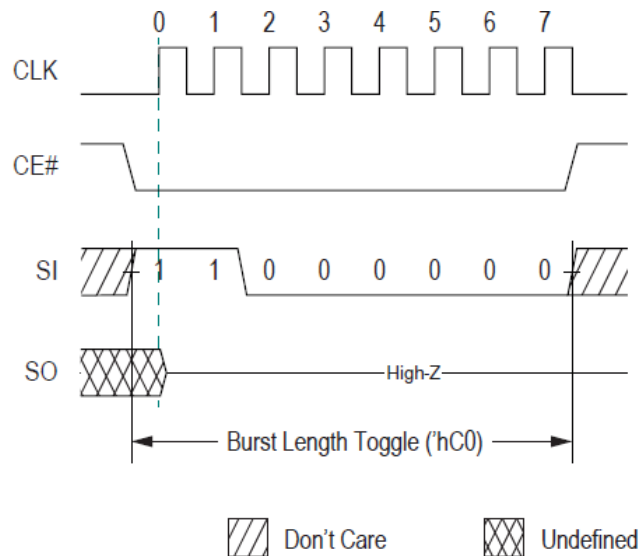 0 1 2 3 4 5 6 7
CLK
CE#
SI 1 1 0 0 0 0 0 0
SO High-Z
Burst Length Toggle ('hC0)
Don't Care Undefined